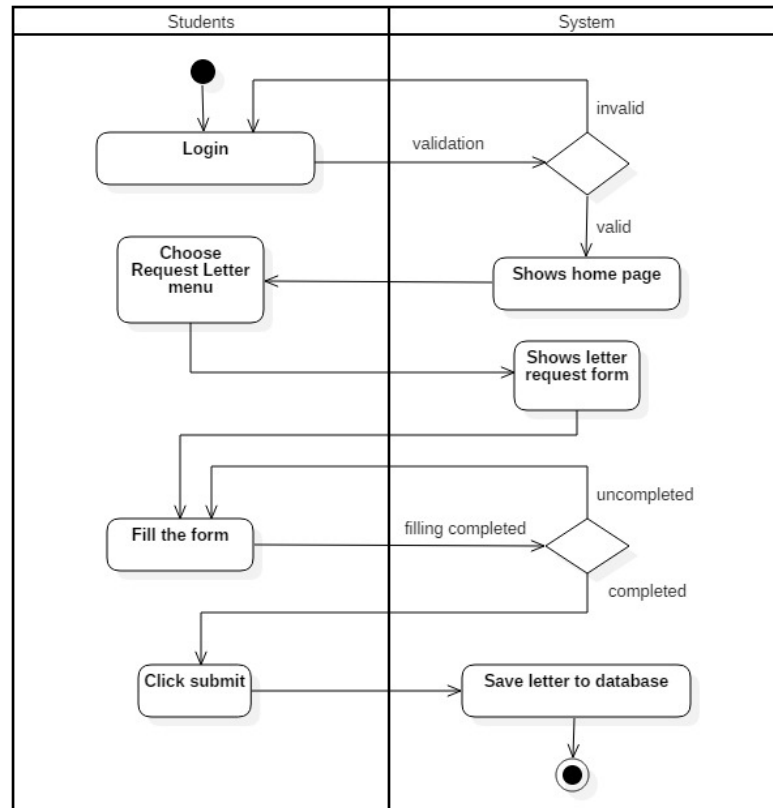 Students
System
invalid
Login
validation
valid
Choose
Request Letter
menu
Shows home page
Shows letter
request form
uncompleted
Fill the form
filling completed
completed
Click submit
Save letter to database